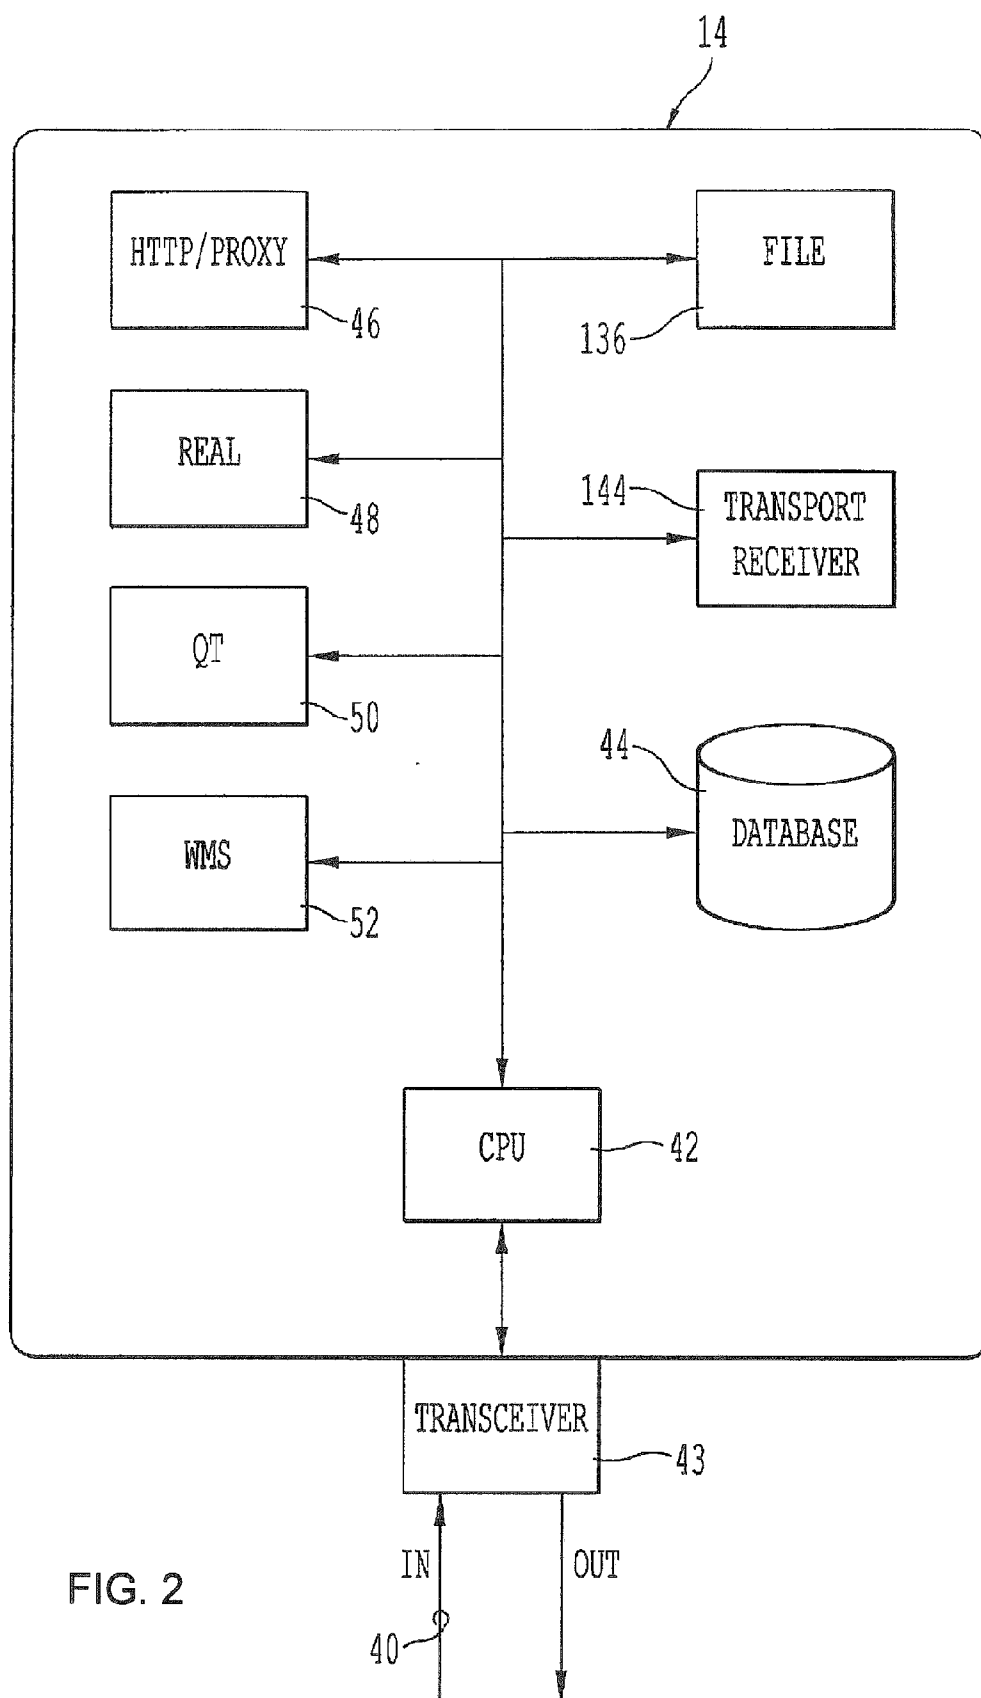 14
HTTP/PROXY
46
FILE
136
REAL
48
144
TRANSPORT
RECEIVER
QT
50
44
DATABASE
WMS
52
CPU
42
TRANSCEIVER
43
IN
OUT
40
FIG. 2